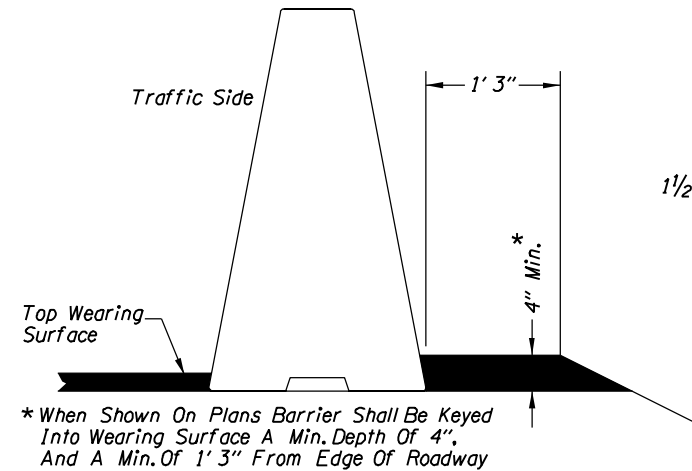 Traffic Side
1' 3"
1½
4" Min.*
Top Wearing
Surface
* When Shown On Plans Barrier Shall Be Keyed
Into Wearing Surface A Min. Depth Of 4",
And A Min. Of 1' 3" From Edge Of Roadway